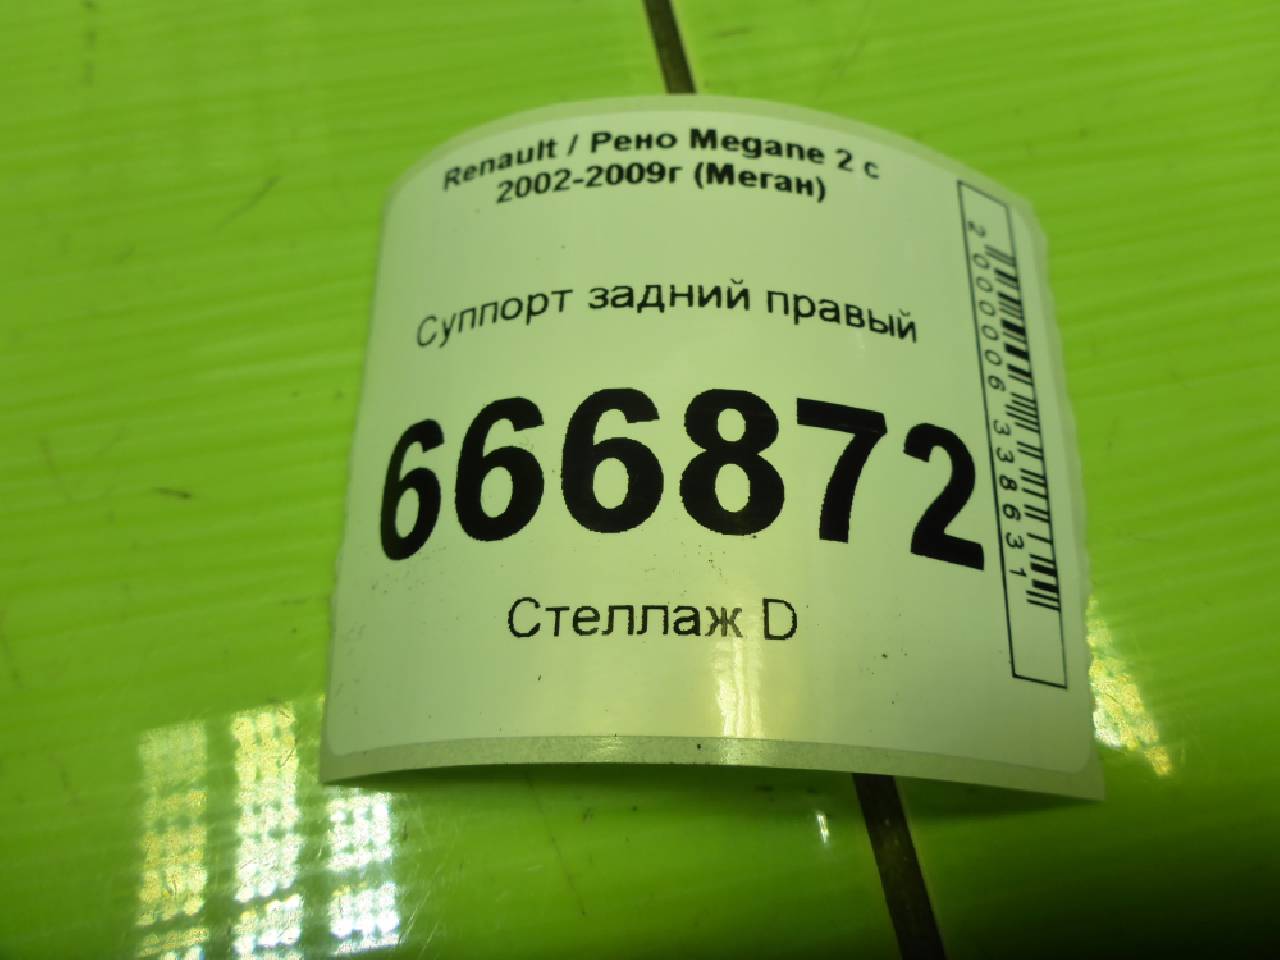 Renault / Рено Megane 2 с
2002-2009г (Меган)
Суппорт задний правый
666872
Стеллаж D
2000006338631